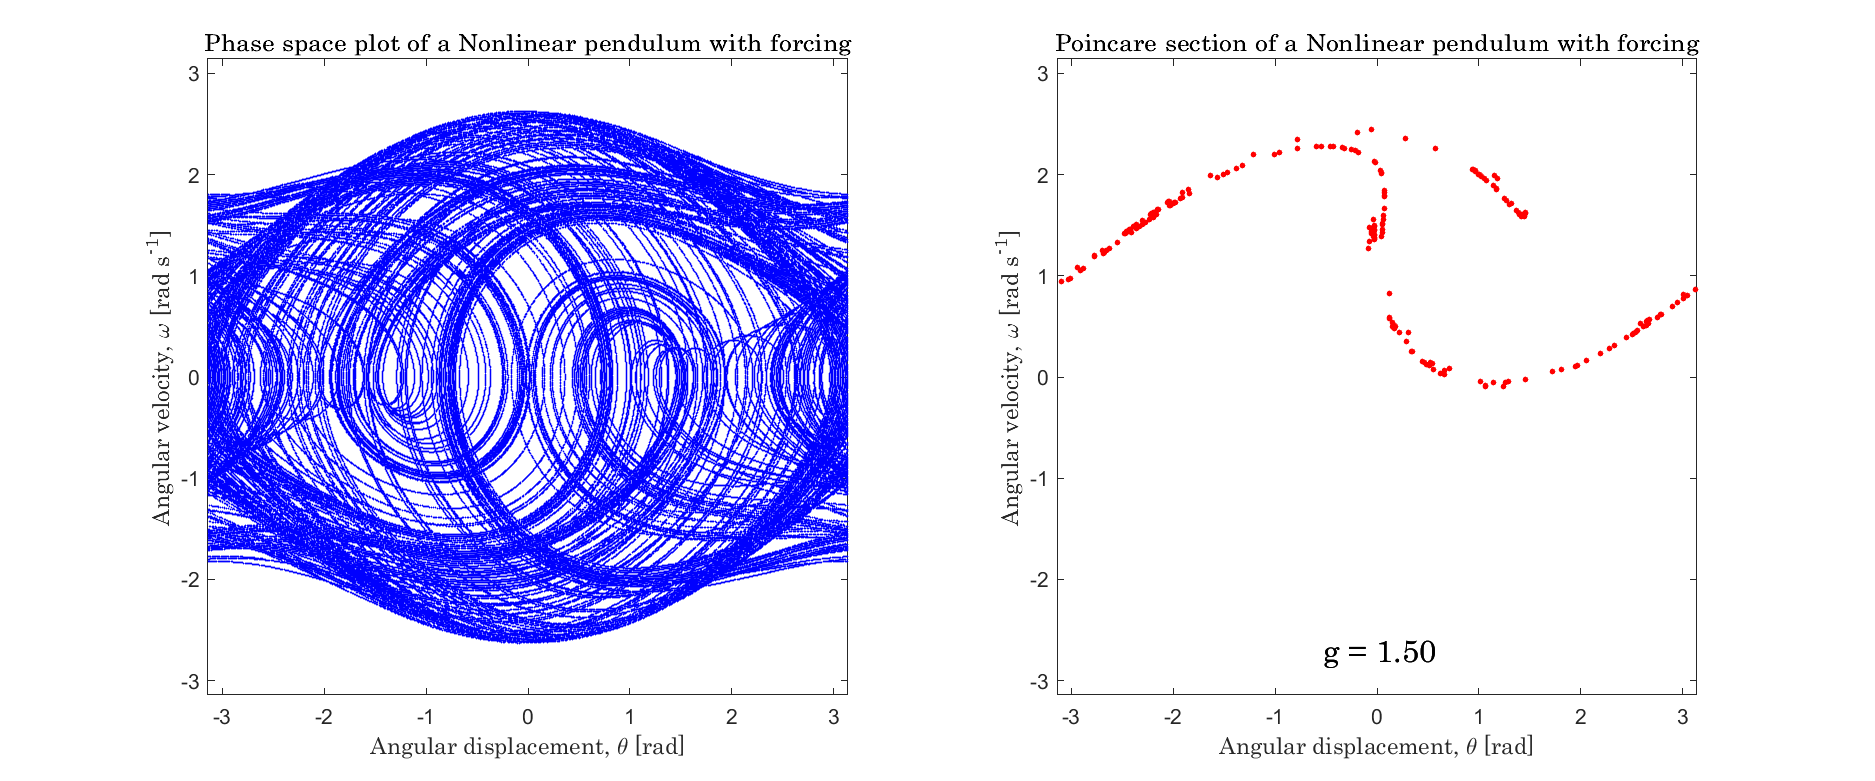 Phase space plot of a Nonlinear pendulum with forcing
3
2
1
0
-1
-2
-3
Angular velocity, ω [rad s⁻¹]
-3 -2 -1 0 1 2 3
Angular displacement, θ [rad]
Poincare section of a Nonlinear pendulum with forcing
3
2
1
0
-1
-2
-3
Angular velocity, ω [rad s⁻¹]
g = 1.50
-3 -2 -1 0 1 2 3
Angular displacement, θ [rad]